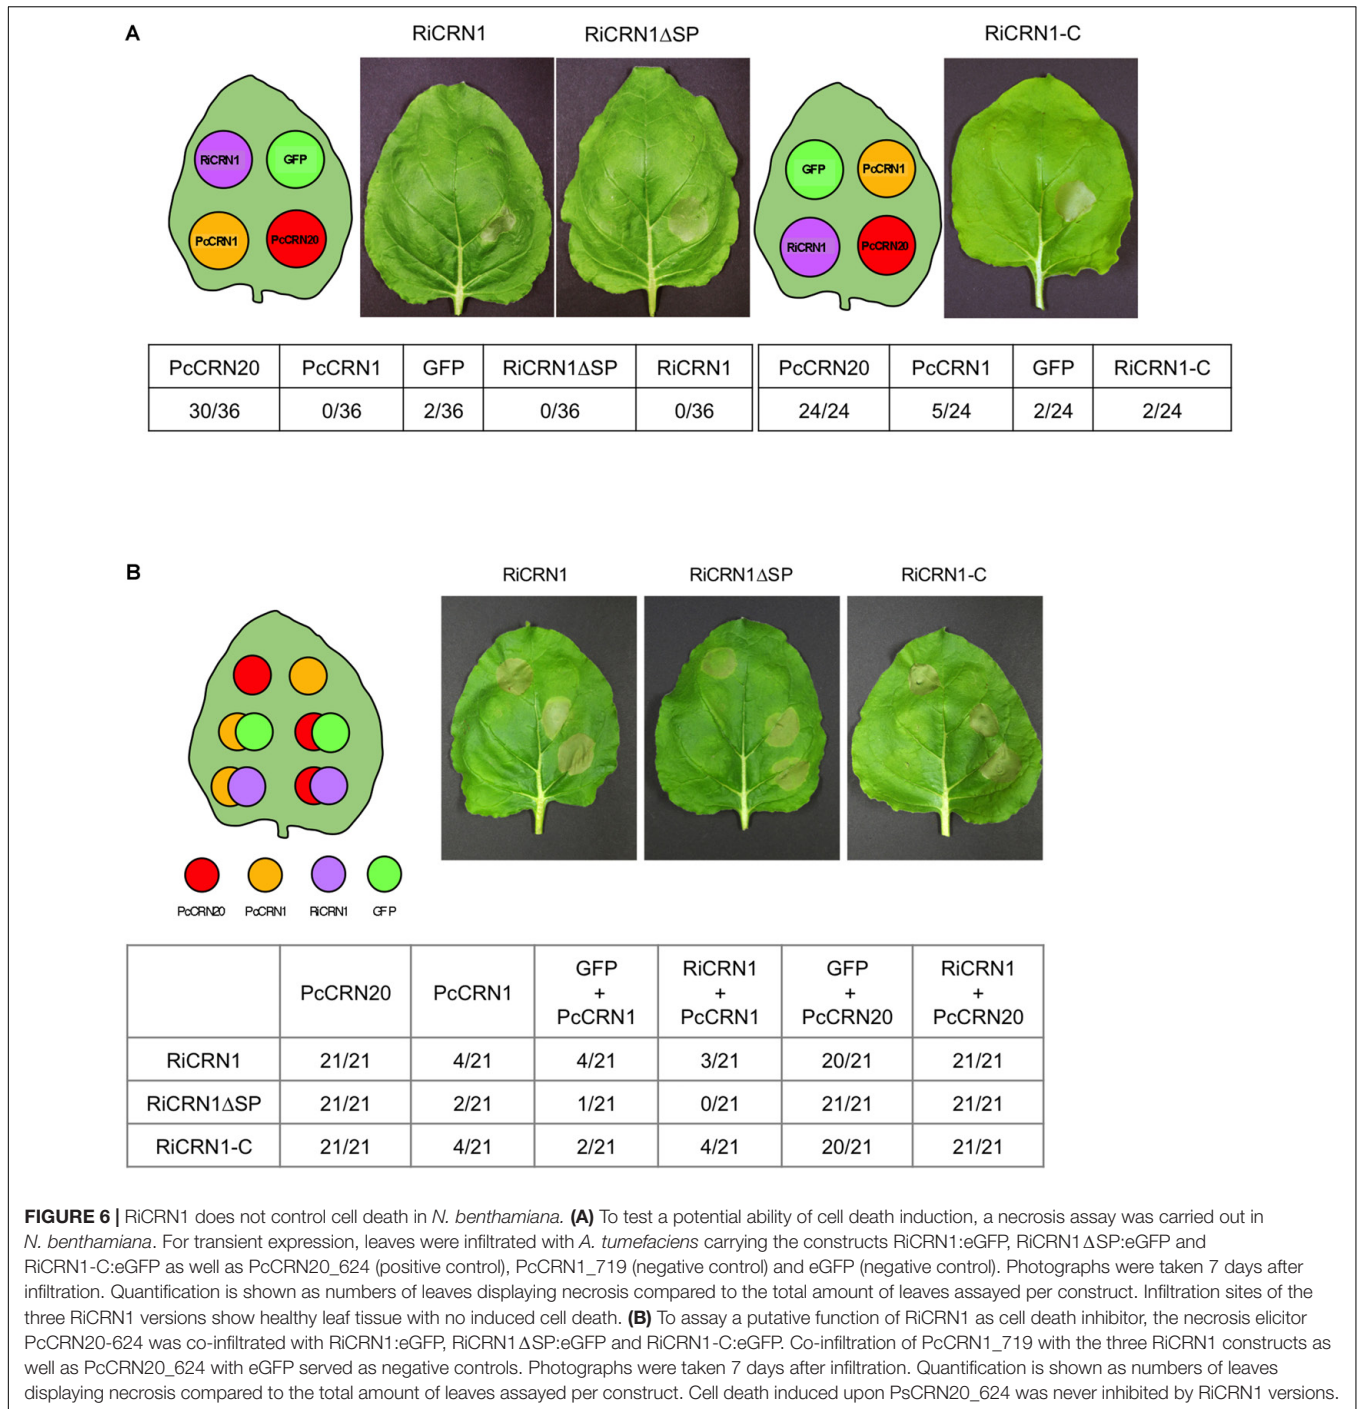 A
RiCRN1 RiCRN1ΔSP RiCRN1-C
RiCRN1 GFP
PcCRN1 PcCRN20
GFP PcCRN1
RiCRN1 PcCRN20
PcCRN20 PcCRN1 GFP RiCRN1ΔSP RiCRN1
30/36 0/36 2/36 0/36 0/36
PcCRN20 PcCRN1 GFP RiCRN1-C
24/24 5/24 2/24 2/24
B
RiCRN1 RiCRN1ΔSP RiCRN1-C
PcCRN20 PcCRN1 RiCRN1 GFP
PcCRN20 PcCRN1 GFP + PcCRN1 RiCRN1 + PcCRN1 GFP + PcCRN20 RiCRN1 + PcCRN20
RiCRN1 21/21 4/21 4/21 3/21 20/21 21/21
RiCRN1ΔSP 21/21 2/21 1/21 0/21 21/21 21/21
RiCRN1-C 21/21 4/21 2/21 4/21 20/21 21/21
FIGURE 6 | RiCRN1 does not control cell death in N. benthamiana. (A) To test a potential ability of cell death induction, a necrosis assay was carried out in
N. benthamiana. For transient expression, leaves were infiltrated with A. tumefaciens carrying the constructs RiCRN1:eGFP, RiCRN1ΔSP:eGFP and
RiCRN1-C:eGFP as well as PcCRN20_624 (positive control), PcCRN1_719 (negative control) and eGFP (negative control). Photographs were taken 7 days after
infiltration. Quantification is shown as numbers of leaves displaying necrosis compared to the total amount of leaves assayed per construct. Infiltration sites of the
three RiCRN1 versions show healthy leaf tissue with no induced cell death. (B) To assay a putative function of RiCRN1 as cell death inhibitor, the necrosis elicitor
PcCRN20-624 was co-infiltrated with RiCRN1:eGFP, RiCRN1ΔSP:eGFP and RiCRN1-C:eGFP. Co-infiltration of PcCRN1_719 with the three RiCRN1 constructs as
well as PcCRN20_624 with eGFP served as negative controls. Photographs were taken 7 days after infiltration. Quantification is shown as numbers of leaves
displaying necrosis compared to the total amount of leaves assayed per construct. Cell death induced upon PsCRN20_624 was never inhibited by RiCRN1 versions.